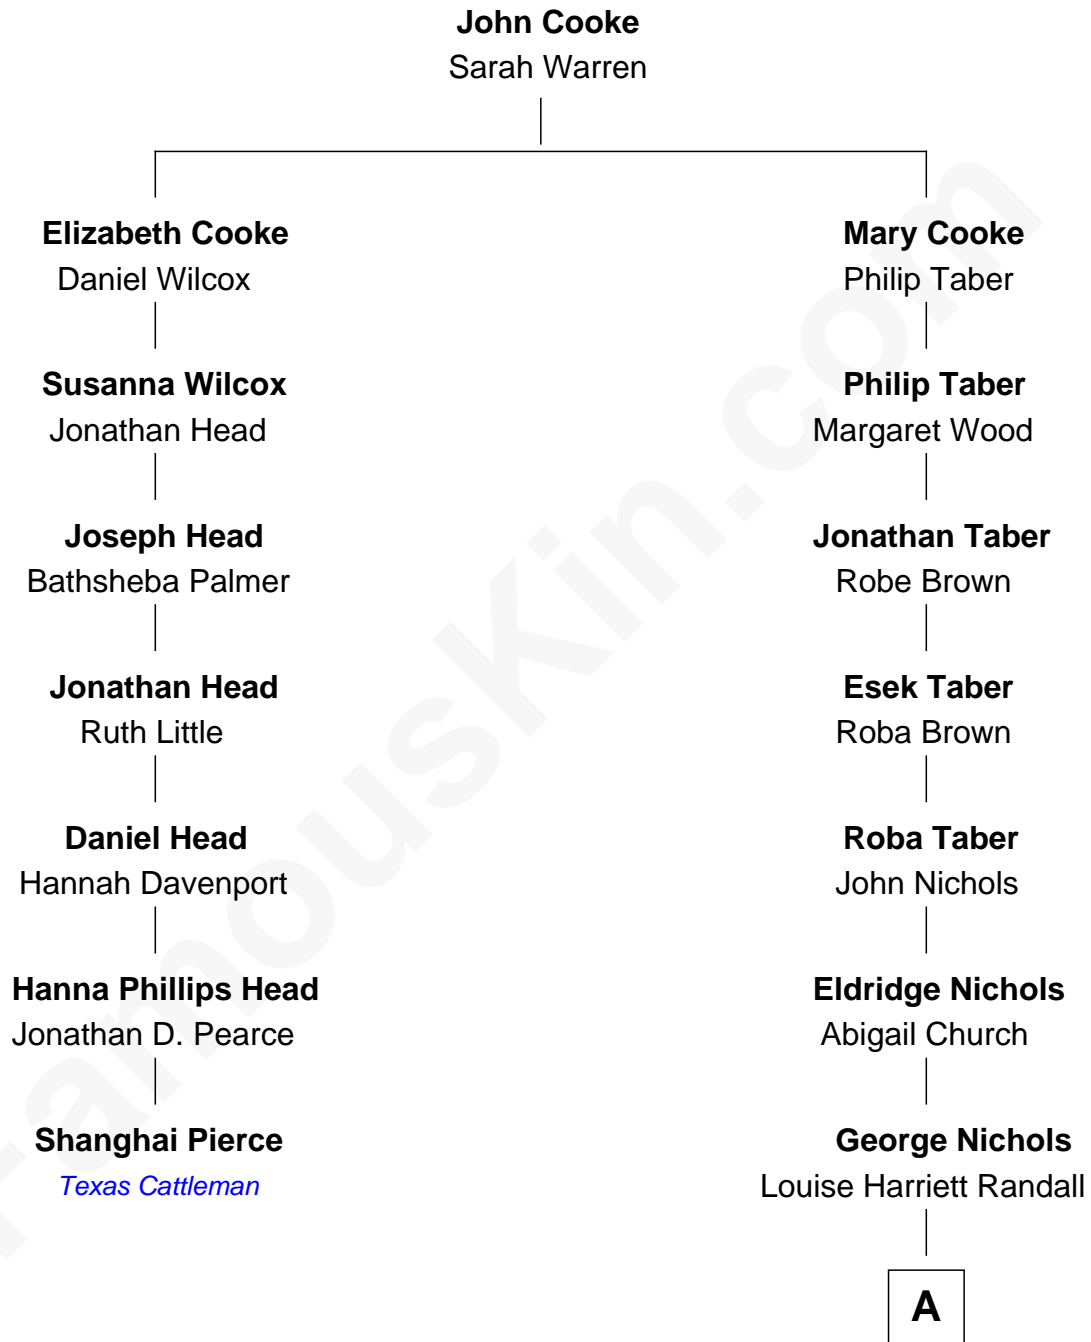 John Cooke
Sarah Warren
Elizabeth Cooke
Daniel Wilcox
Mary Cooke
Philip Taber
Susanna Wilcox
Jonathan Head
Philip Taber
Margaret Wood
Joseph Head
Bathsheba Palmer
Jonathan Taber
Robe Brown
Jonathan Head
Ruth Little
Esek Taber
Roba Brown
Daniel Head
Hannah Davenport
Roba Taber
John Nichols
Hanna Phillips Head
Jonathan D. Pearce
Eldridge Nichols
Abigail Church
Shanghai Pierce
Texas Cattleman
George Nichols
Louise Harriett Randall
A
FamousKin.com